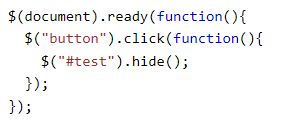 $(document).ready(function(){
  $("button").click(function(){
    $("#test").hide();
  });
});